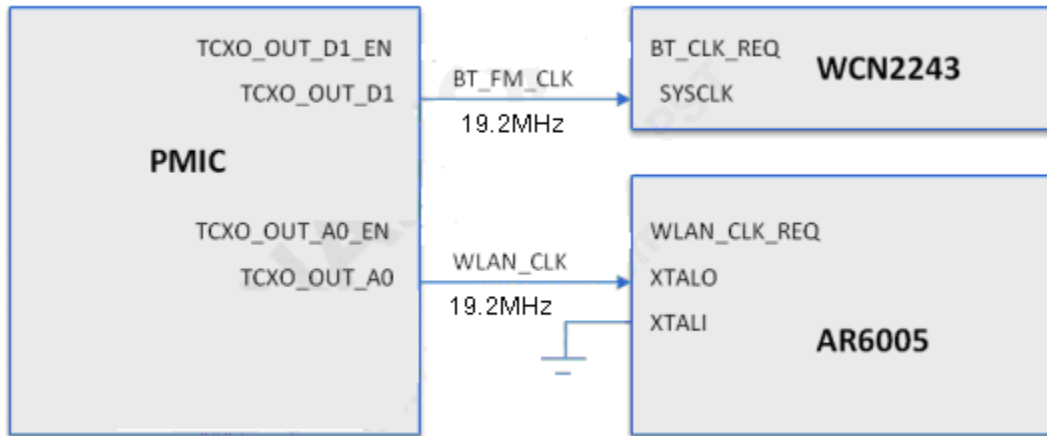 TCXO_OUT_D1_EN
TCXO_OUT_D1
PMIC
TCXO_OUT_A0_EN
TCXO_OUT_A0
BT_FM_CLK
19.2MHz
WLAN_CLK
19.2MHz
BT_CLK_REQ
SYSCLK
WCN2243
WLAN_CLK_REQ
XTALO
XTALI
AR6005